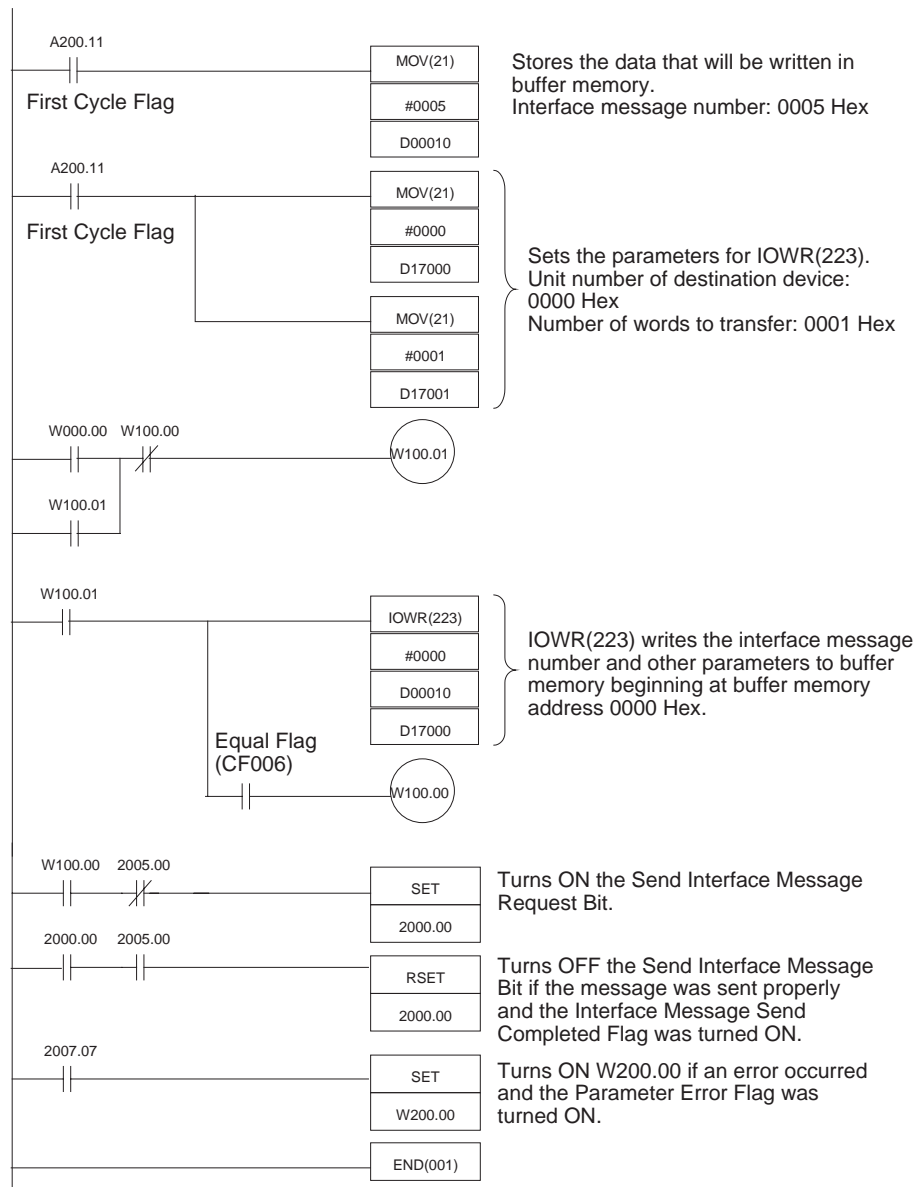 A200.11
First Cycle Flag
MOV(21)
#0005
D00010
Stores the data that will be written in
buffer memory.
Interface message number: 0005 Hex
A200.11
First Cycle Flag
MOV(21)
#0000
D17000
MOV(21)
#0001
D17001
Sets the parameters for IOWR(223).
Unit number of destination device:
0000 Hex
Number of words to transfer: 0001 Hex
W000.00 W100.00
W100.01
W100.01
W100.01
IOWR(223)
#0000
D00010
D17000
IOWR(223) writes the interface message
number and other parameters to buffer
memory beginning at buffer memory
address 0000 Hex.
Equal Flag
(CF006)
W100.00
W100.00 2005.00
SET
2000.00
Turns ON the Send Interface Message
Request Bit.
2000.00 2005.00
RSET
2000.00
Turns OFF the Send Interface Message
Bit if the message was sent properly
and the Interface Message Send
Completed Flag was turned ON.
2007.07
SET
W200.00
Turns ON W200.00 if an error occurred
and the Parameter Error Flag was
turned ON.
END(001)